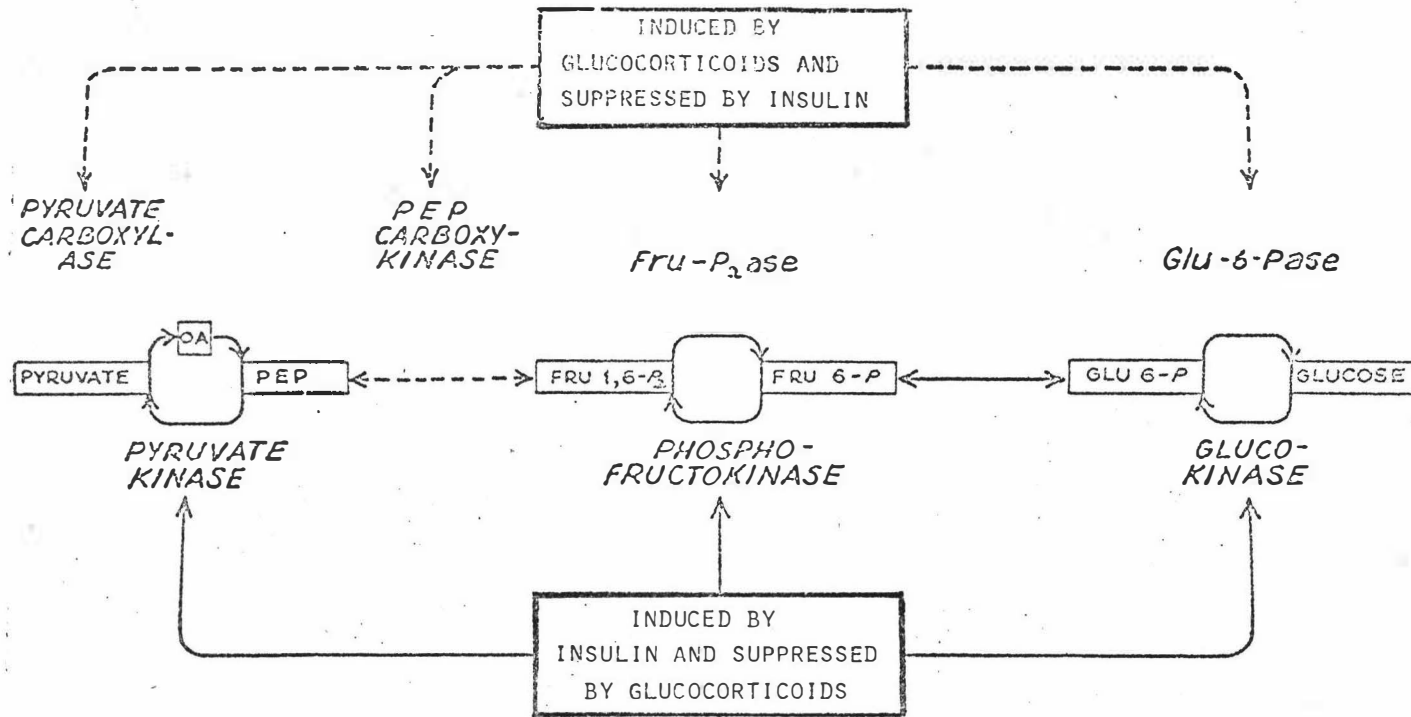 INDUCED BY
GLUCOCORTICOIDS AND
SUPPRESSED BY INSULIN
PYRUVATE
CARBOXYL-
ASE
PEP
CARBOXY-
KINASE
Fru-P₂ase
Glu-6-Pase
OA
PYRUVATE
PEP
FRU 1,6-P₂
FRU 6-P
GLU 6-P
GLUCOSE
PYRUVATE
KINASE
PHOSPHO-
FRUCTOKINASE
GLUCO-
KINASE
INDUCED BY
INSULIN AND SUPPRESSED
BY GLUCOCORTICOIDS